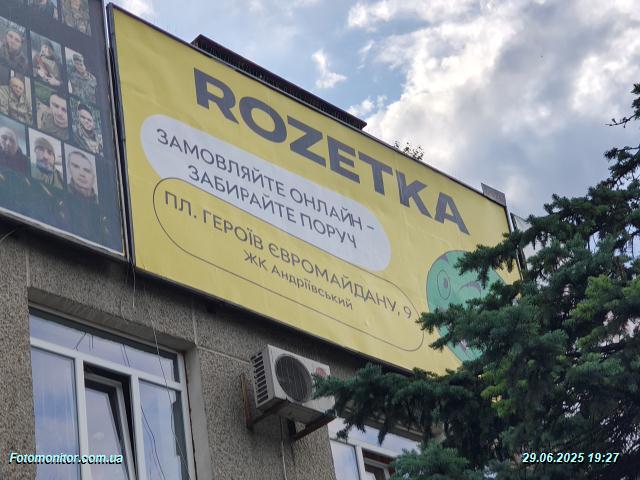 ROZETKA
ЗАМОВЛЯЙТЕ ОНЛАЙН –
ЗАБИРАЙТЕ ПОРУЧ
ПЛ. ГЕРОЇВ ЄВРОМАЙДАНУ, 9
ЖК Андріївський
Fotomonitor.com.ua
29.06.2025 19:27